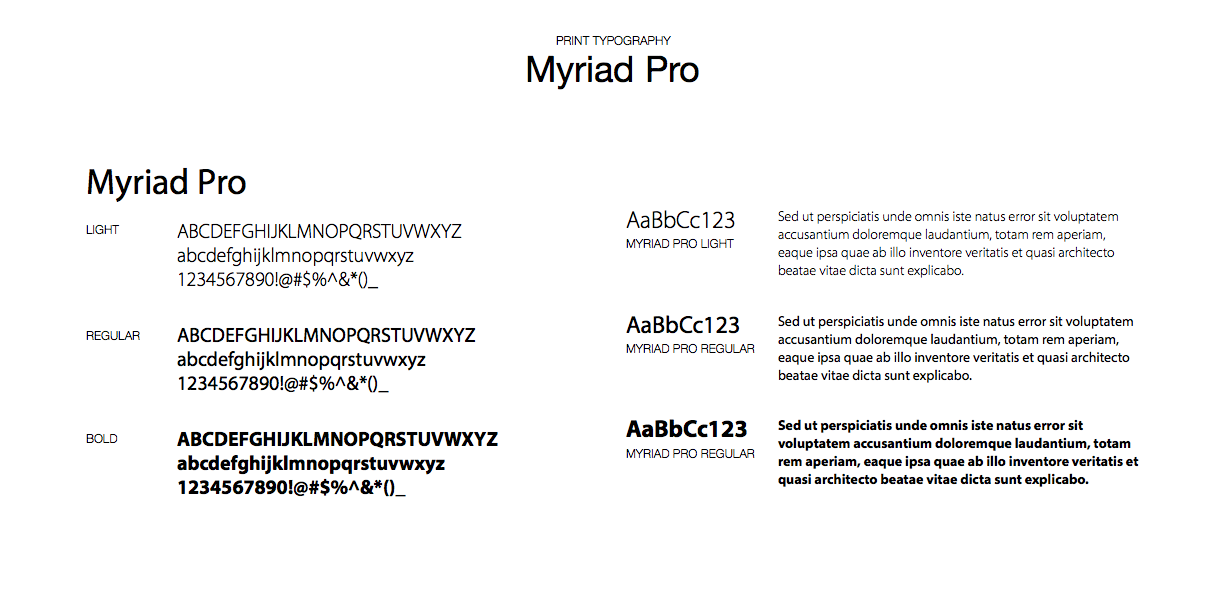 PRINT TYPOGRAPHY
Myriad Pro
Myriad Pro
LIGHT
ABCDEFGHIJKLMNOPQRSTUVWXYZ
abcdefghijklmnopqrstuvwxyz
1234567890!@#$%^&*()_
REGULAR
ABCDEFGHIJKLMNOPQRSTUVWXYZ
abcdefghijklmnopqrstuvwxyz
1234567890!@#$%^&*()_
BOLD
ABCDEFGHIJKLMNOPQRSTUVWXYZ
abcdefghijklmnopqrstuvwxyz
1234567890!@#$%^&*()_
AaBbCc123
MYRIAD PRO LIGHT
Sed ut perspiciatis unde omnis iste natus error sit voluptatem
accusantium doloremque laudantium, totam rem aperiam,
eaque ipsa quae ab illo inventore veritatis et quasi architecto
beatae vitae dicta sunt explicabo.
AaBbCc123
MYRIAD PRO REGULAR
Sed ut perspiciatis unde omnis iste natus error sit voluptatem
accusantium doloremque laudantium, totam rem aperiam,
eaque ipsa quae ab illo inventore veritatis et quasi architecto
beatae vitae dicta sunt explicabo.
AaBbCc123
MYRIAD PRO REGULAR
Sed ut perspiciatis unde omnis iste natus error sit
voluptatem accusantium doloremque laudantium, totam
rem aperiam, eaque ipsa quae ab illo inventore veritatis et
quasi architecto beatae vitae dicta sunt explicabo.